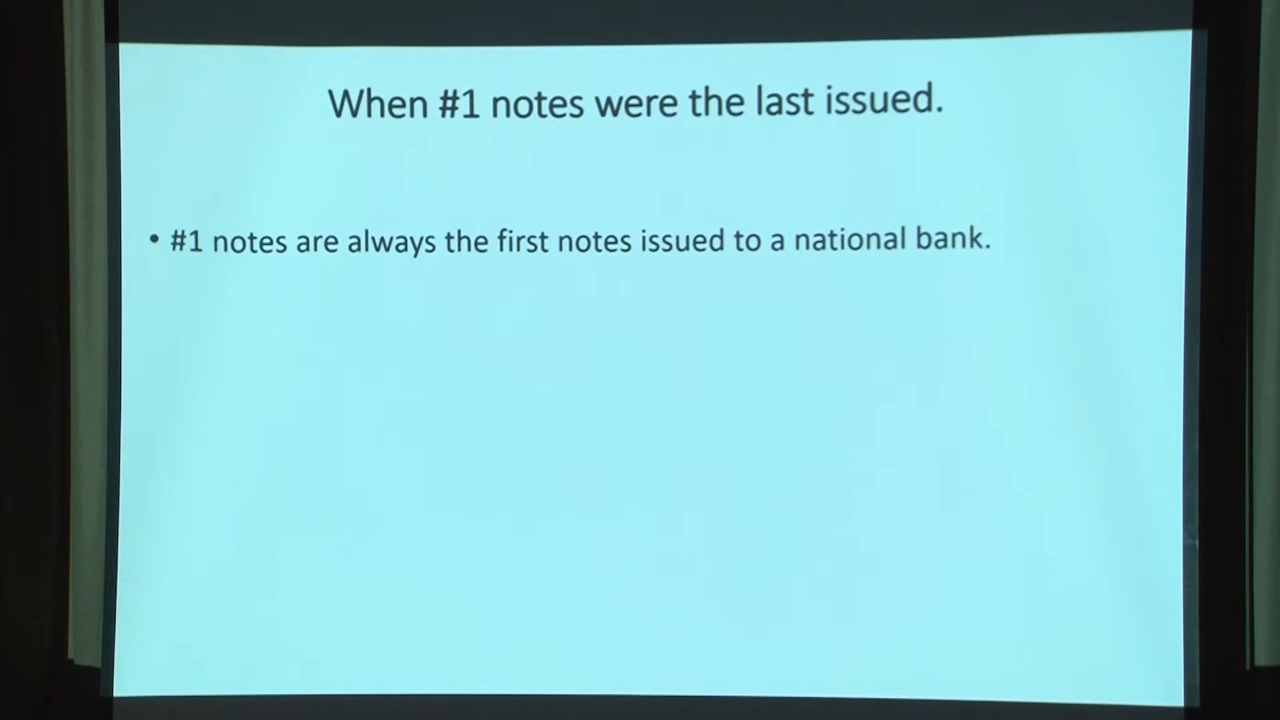 When #1 notes were the last issued.
• #1 notes are always the first notes issued to a national bank.